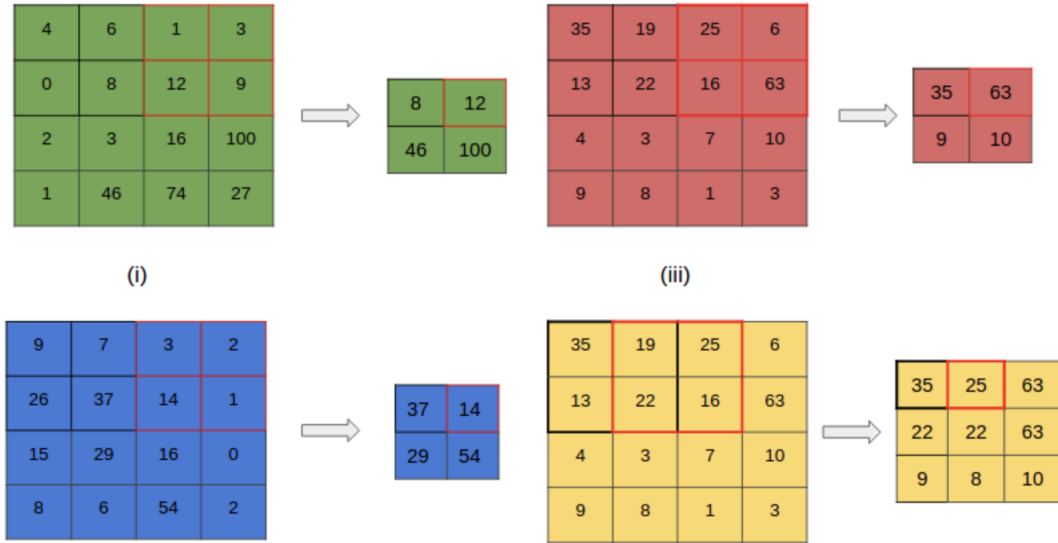 4 6 1 3
0 8 12 9
2 3 16 100
1 46 74 27
8 12
46 100
(i)
35 19 25 6
13 22 16 63
4 3 7 10
9 8 1 3
35 63
9 10
(iii)
9 7 3 2
26 37 14 1
15 29 16 0
8 6 54 2
37 14
29 54
35 19 25 6
13 22 16 63
4 3 7 10
9 8 1 3
35 25 63
22 22 63
9 8 10